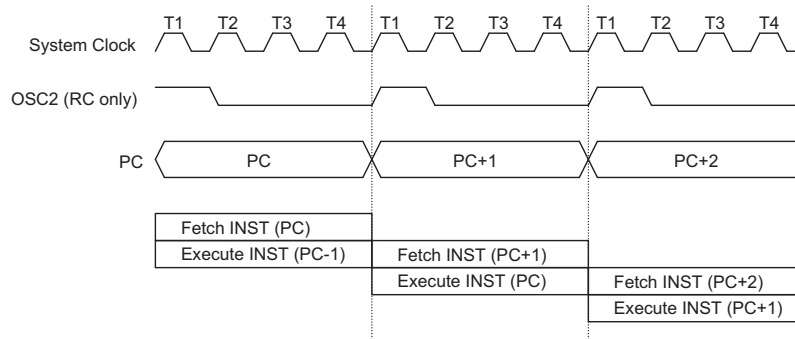 T1 T2 T3 T4 T1 T2 T3 T4 T1 T2 T3 T4
System Clock
OSC2 (RC only)
PC PC PC+1 PC+2
Fetch INST (PC)
Execute INST (PC-1) Fetch INST (PC+1)
Execute INST (PC) Fetch INST (PC+2)
Execute INST (PC+1)